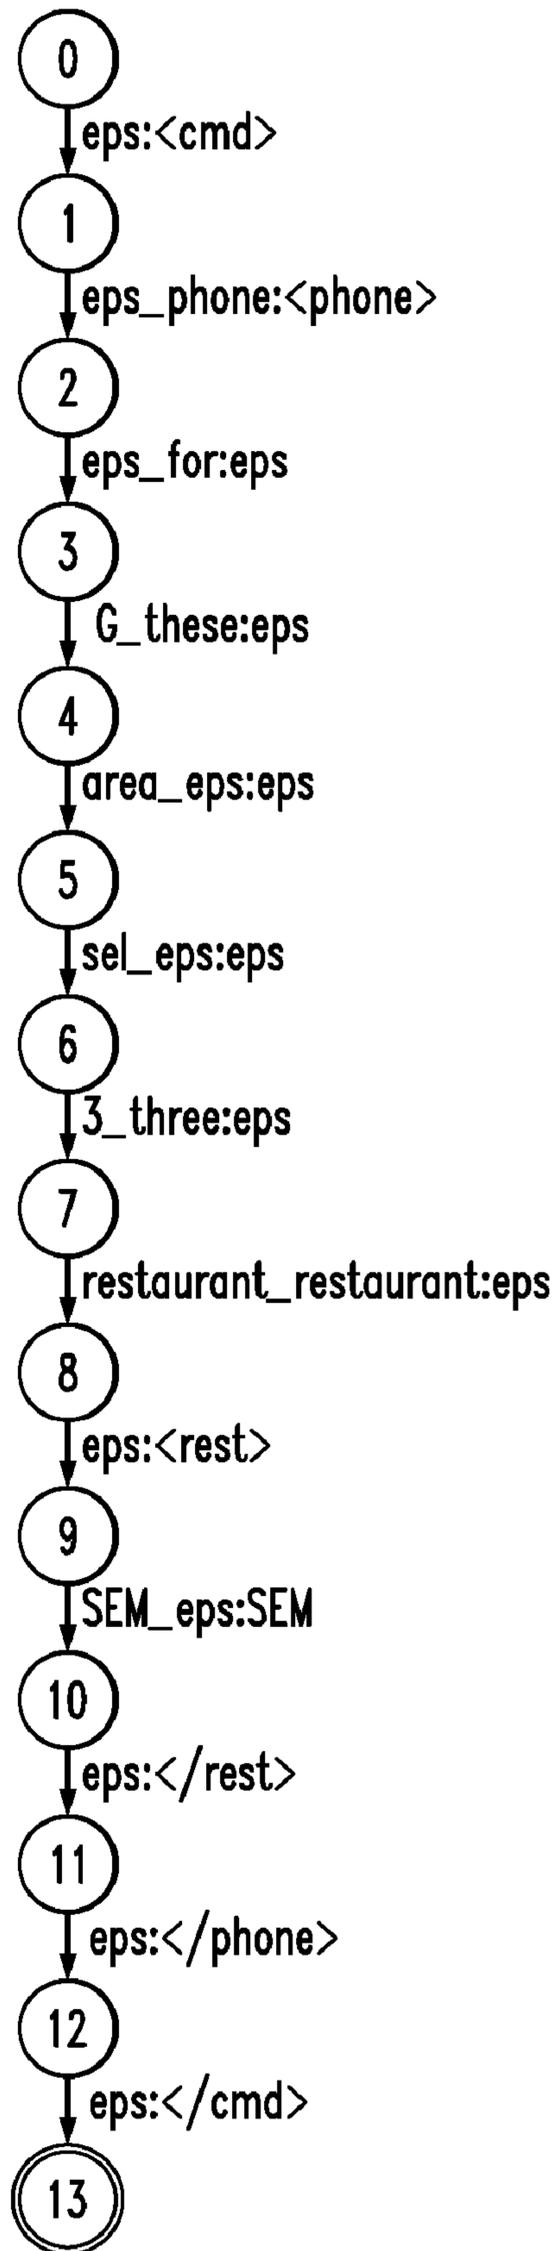 0
eps:<cmd>
1
eps_phone:<phone>
2
eps_for:eps
3
G_these:eps
4
area_eps:eps
5
sel_eps:eps
6
3_three:eps
7
restaurant_restaurant:eps
8
eps:<rest>
9
SEM_eps:SEM
10
eps:</rest>
11
eps:</phone>
12
eps:</cmd>
13